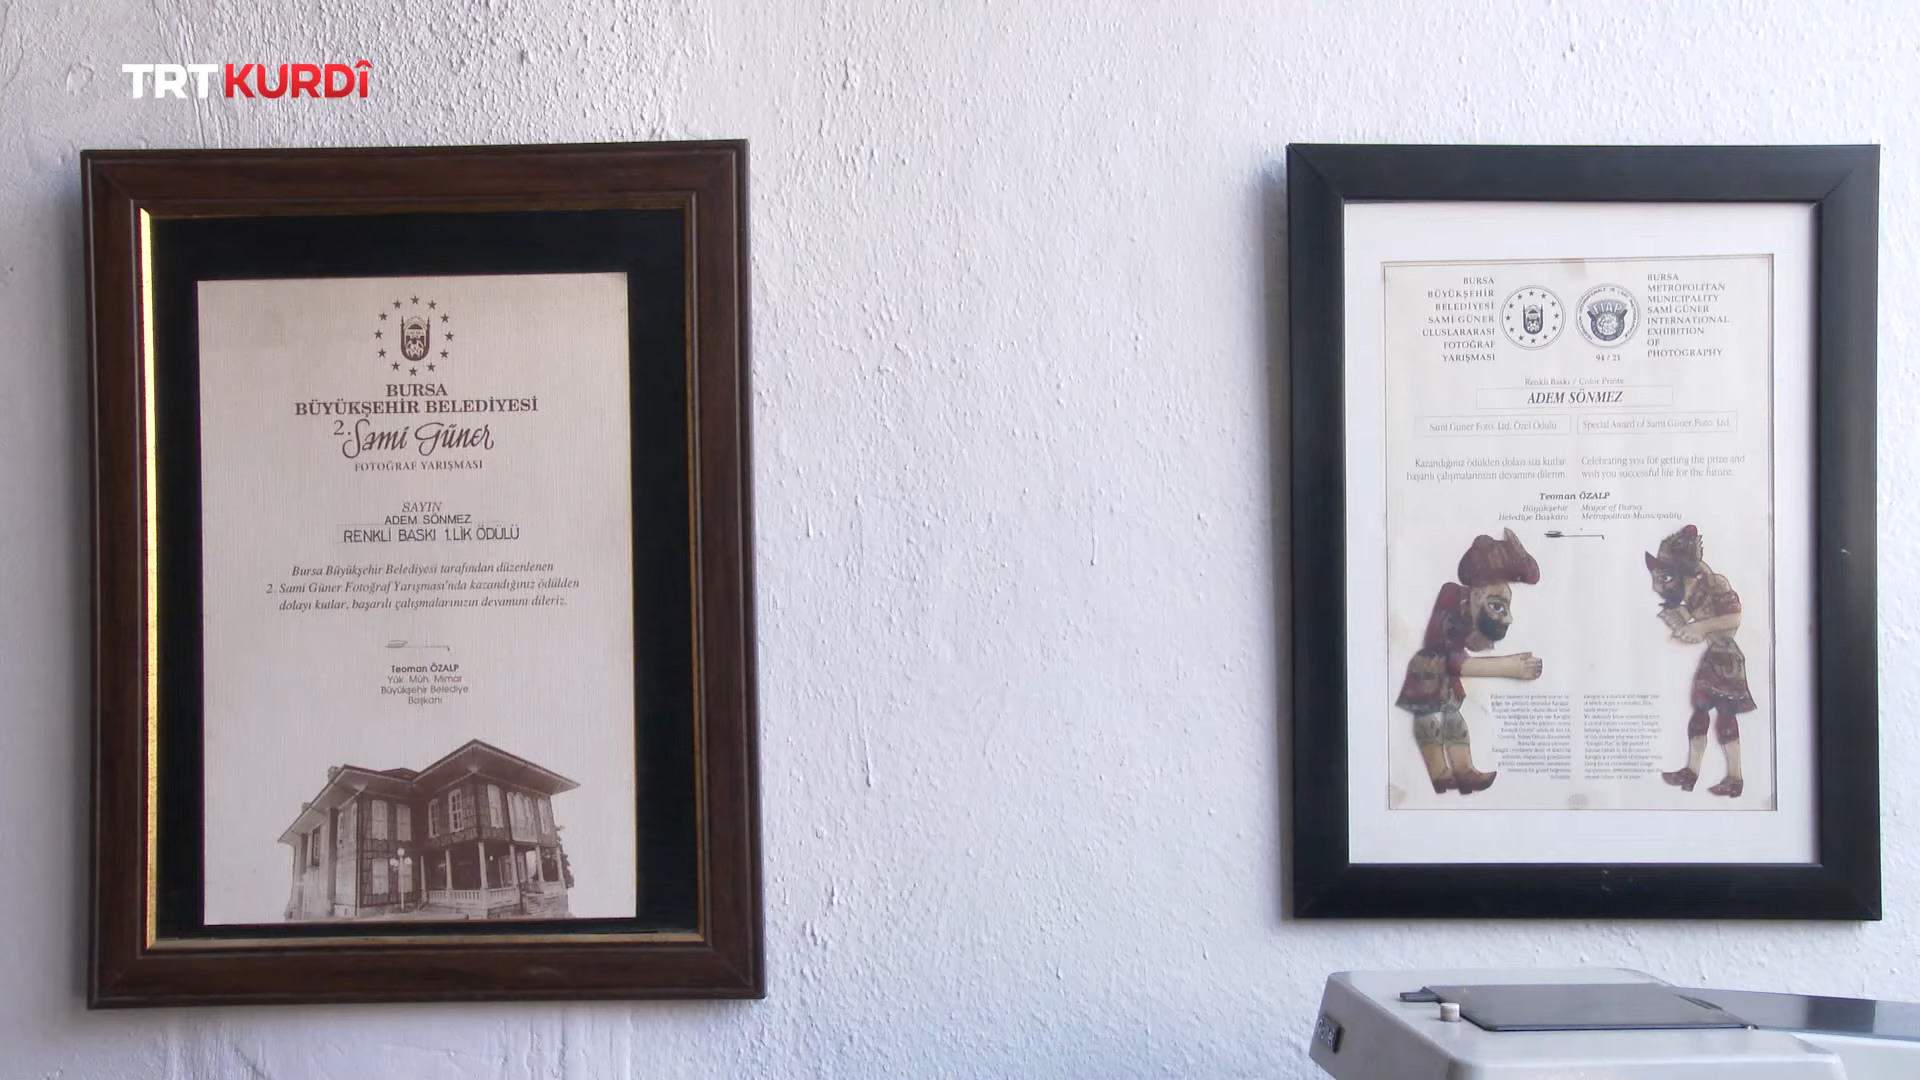 TRT KURDÎ
BURSA
BÜYÜKŞEHİR BELEDİYESİ
2. Sami Güner
FOTOĞRAF YARIŞMASI
SAYIN
ADEM SÖNMEZ
RENKLİ BASKI 1.LİK ÖDÜLÜ
Bursa Büyükşehir Belediyesi tarafından düzenlenen
2. Sami Güner Fotoğraf Yarışması'nda kazandığınız ödülden
dolayı kutlar, başarılı çalışmalarınızın devamını dileriz.
Teoman ÖZALP
Yük. Müh. Mimar
Büyükşehir Belediye
Başkanı
BURSA
BÜYÜKŞEHİR
BELEDİYESİ
SAMİ GÜNER
ULUSLARARASI
FOTOĞRAF
YARIŞMASI
FIAP
94 / 21
BURSA
METROPOLITAN
MUNICIPALITY
SAMİ GÜNER
INTERNATIONAL
EXHIBITION
OF
PHOTOGRAPHY
Renkli Baskı / Color Prints
ADEM SÖNMEZ
Sami Güner Foto. Ltd. Özel Ödülü
Special Award of Sami Güner Foto. Ltd.
Kazandığınız ödülden dolayı sizi kutlar
başarılı çalışmalarınızın devamını dilerim.
Celebrating you for getting the prize and
wish you successful life for the future.
Teoman ÖZALP
Büyükşehir
Belediye Başkanı
Mayor of Bursa
Metropolitan Municipality